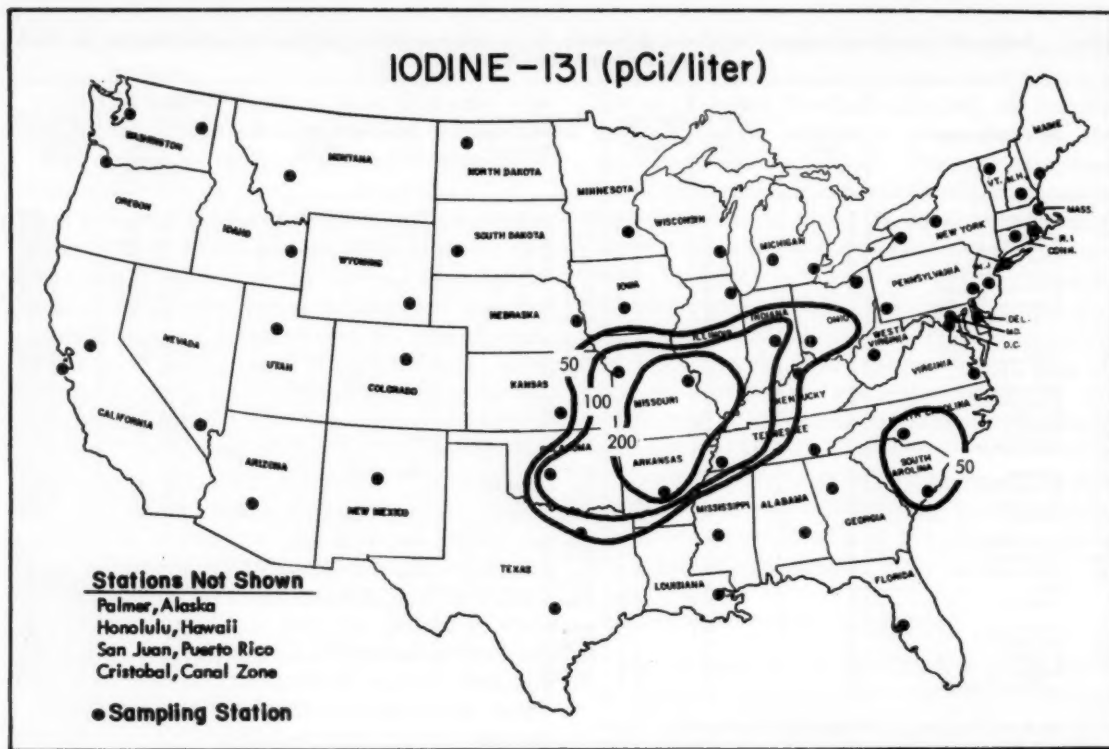 IODINE-131 (pCi/liter)
MAINE
WASHINGTON
MONTANA
NORTH DAKOTA
MINNESOTA
VT.
N.H.
MASS.
OREGON
IDAHO
SOUTH DAKOTA
WISCONSIN
MICHIGAN
NEW YORK
R.I
CONN.
WYOMING
IOWA
PENNSYLVANIA
N.J
NEBRASKA
INDIANA
OHIO
DEL.
MD.
D.C.
NEVADA
UTAH
COLORADO
ILLINOIS
WEST
VIRGINIA
VIRGINIA
50
KANSAS
100
MISSOURI
KENTUCKY
CALIFORNIA
200
TENNESSEE
NORTH CAROLINA
ARIZONA
NEW MEXICO
OKLAHOMA
ARKANSAS
SOUTH
CAROLINA
50
MISSISSIPPI
ALABAMA
GEORGIA
TEXAS
LOUISIANA
FLORIDA
Stations Not Shown
Palmer, Alaska
Honolulu, Hawaii
San Juan, Puerto Rico
Cristobal, Canal Zone
Sampling Station